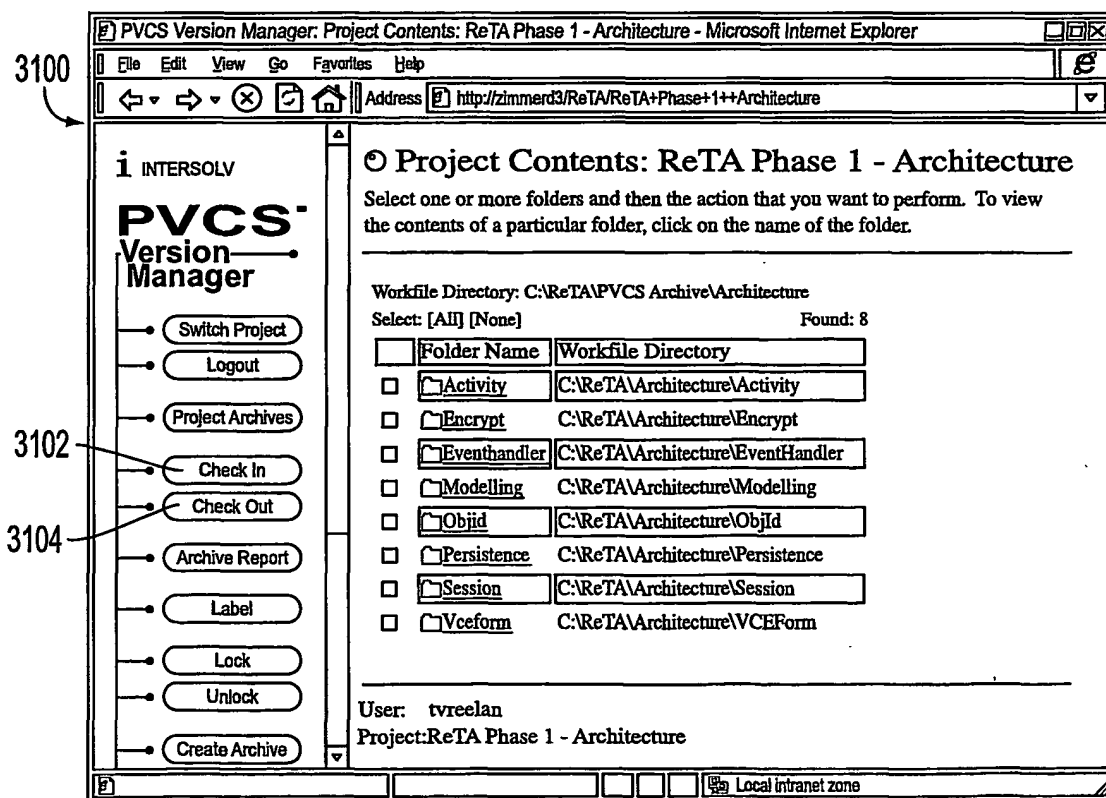 PVCS Version Manager: Project Contents: ReTA Phase 1 - Architecture - Microsoft Internet Explorer
3100
File Edit View Go Favorites Help
e
Address http://zimmerd3/ReTA/ReTA+Phase+1++Architecture
i INTERSOLV
PVCS
Version
Manager
Switch Project
Logout
Project Archives
3102
Check In
Check Out
3104
Archive Report
Label
Lock
Unlock
Create Archive
Project Contents: ReTA Phase 1 - Architecture
Select one or more folders and then the action that you want to perform. To view
the contents of a particular folder, click on the name of the folder.
Workfile Directory: C:\ReTA\PVCS Archive\Architecture
Select: [All] [None] Found: 8
Folder Name Workfile Directory
Activity C:\ReTA\Architecture\Activity
Encrypt C:\ReTA\Architecture\Encrypt
Eventhandler C:\ReTA\Architecture\EventHandler
Modelling C:\ReTA\Architecture\Modelling
Objid C:\ReTA\Architecture\ObjId
Persistence C:\ReTA\Architecture\Persistence
Session C:\ReTA\Architecture\Session
Vceform C:\ReTA\Architecture\VCEForm
User: tvreelan
Project:ReTA Phase 1 - Architecture
Local intranet zone